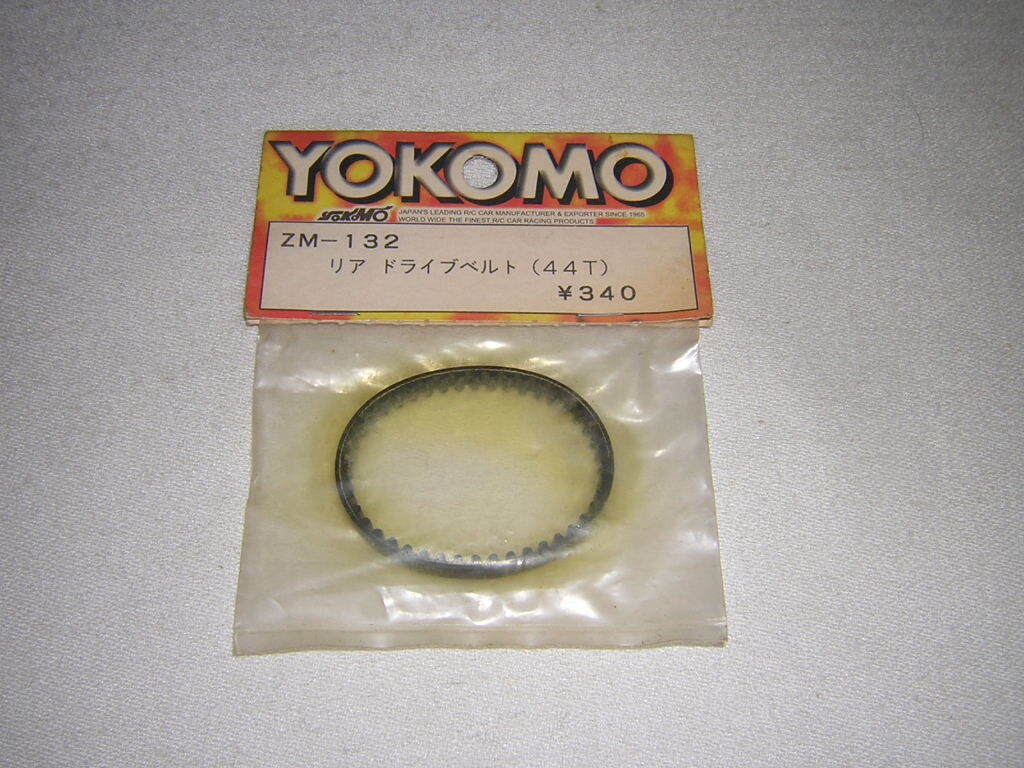 YOKOMO
YOKOMO JAPAN'S LEADING R/C CAR MANUFACTURER & EXPORTER SINCE 1965
WORLD WIDE THE FINEST R/C CAR RACING PRODUCTS
ZM-132
リア ドライブベルト(44T)
¥340